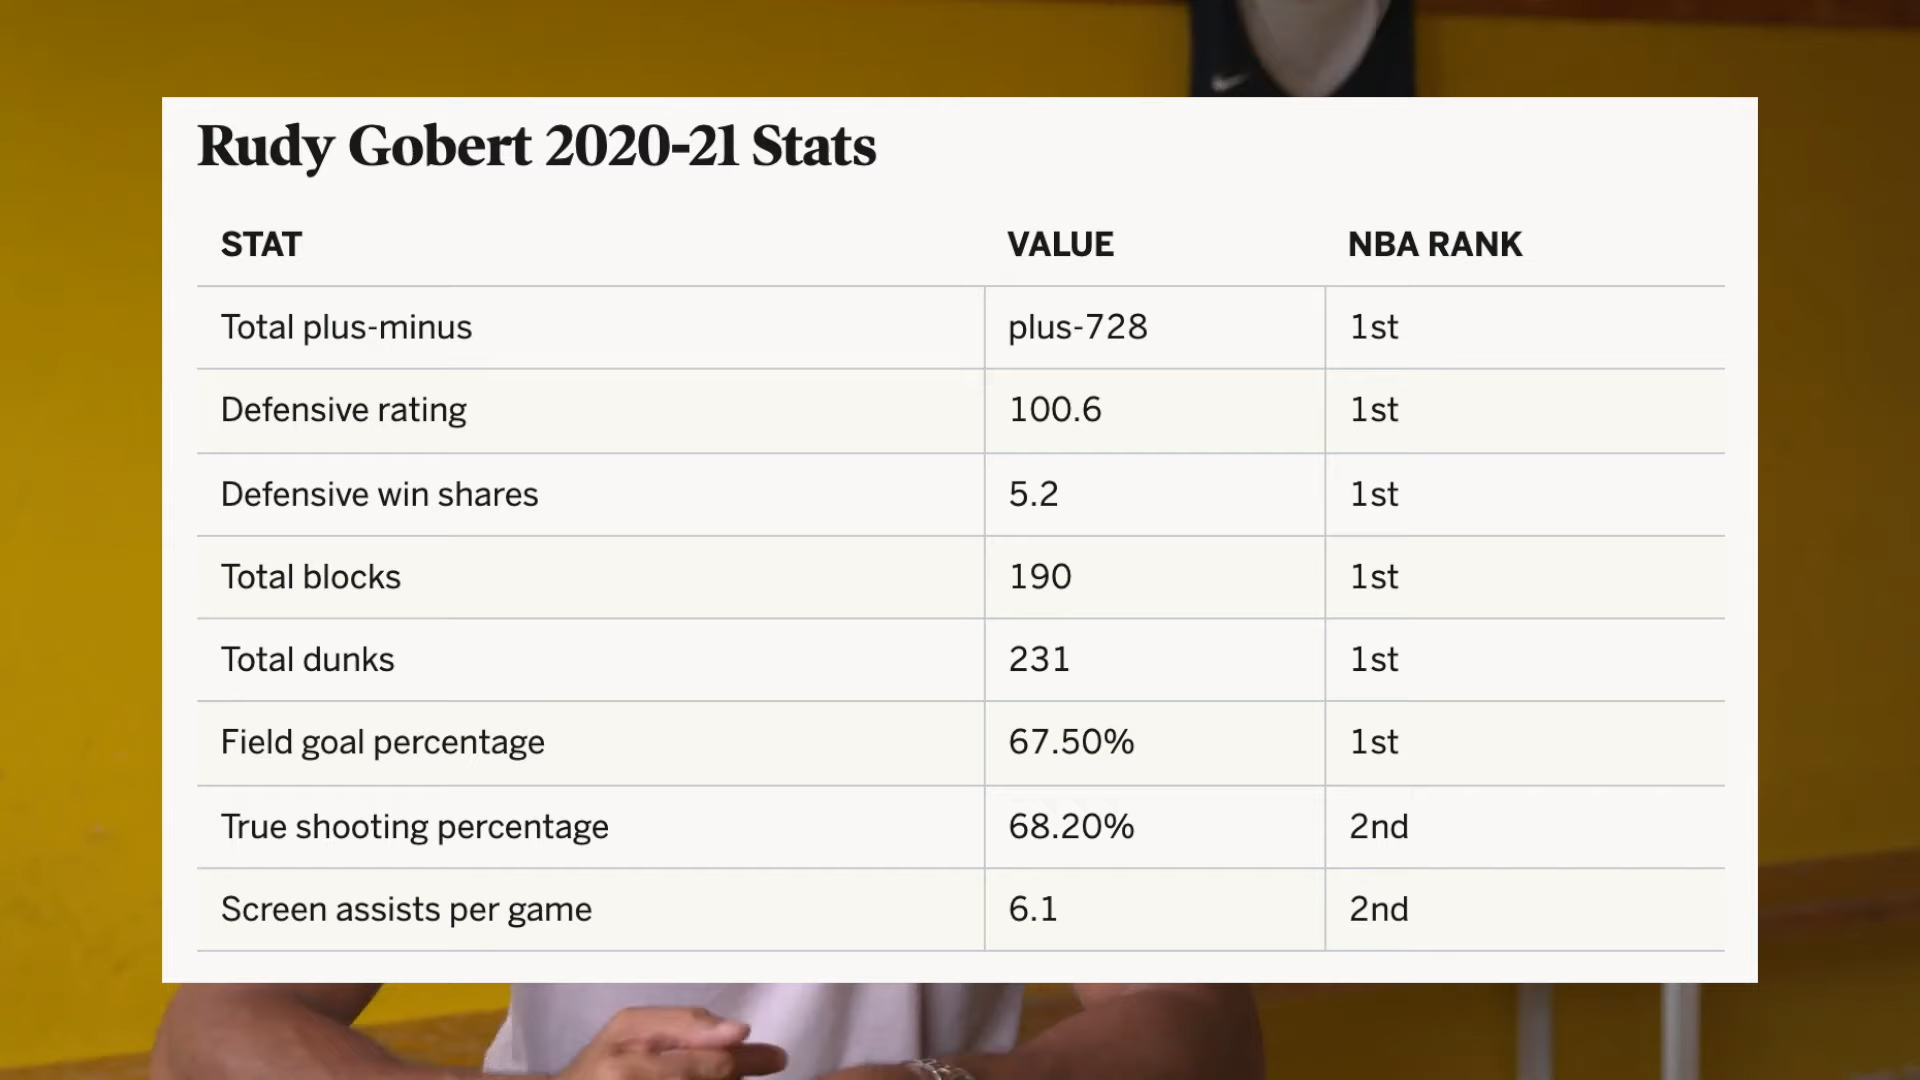 Rudy Gobert 2020-21 Stats
STAT VALUE NBA RANK
Total plus-minus plus-728 1st
Defensive rating 100.6 1st
Defensive win shares 5.2 1st
Total blocks 190 1st
Total dunks 231 1st
Field goal percentage 67.50% 1st
True shooting percentage 68.20% 2nd
Screen assists per game 6.1 2nd